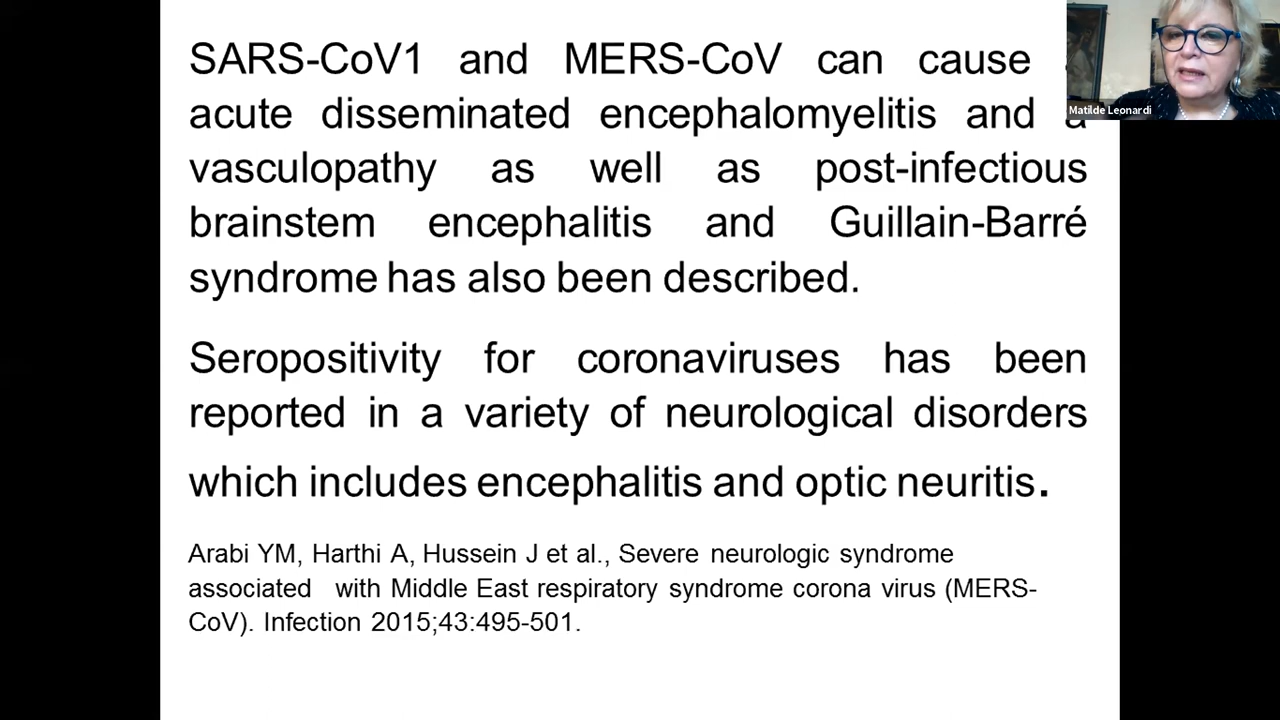 SARS-CoV1 and MERS-CoV can cause
acute disseminated encephalomyelitis and a
vasculopathy as well as post-infectious
brainstem encephalitis and Guillain-Barré
syndrome has also been described.
Seropositivity for coronaviruses has been
reported in a variety of neurological disorders
which includes encephalitis and optic neuritis.
Arabi YM, Harthi A, Hussein J et al., Severe neurologic syndrome
associated with Middle East respiratory syndrome corona virus (MERS-
CoV). Infection 2015;43:495-501.
Matilde Leonardi